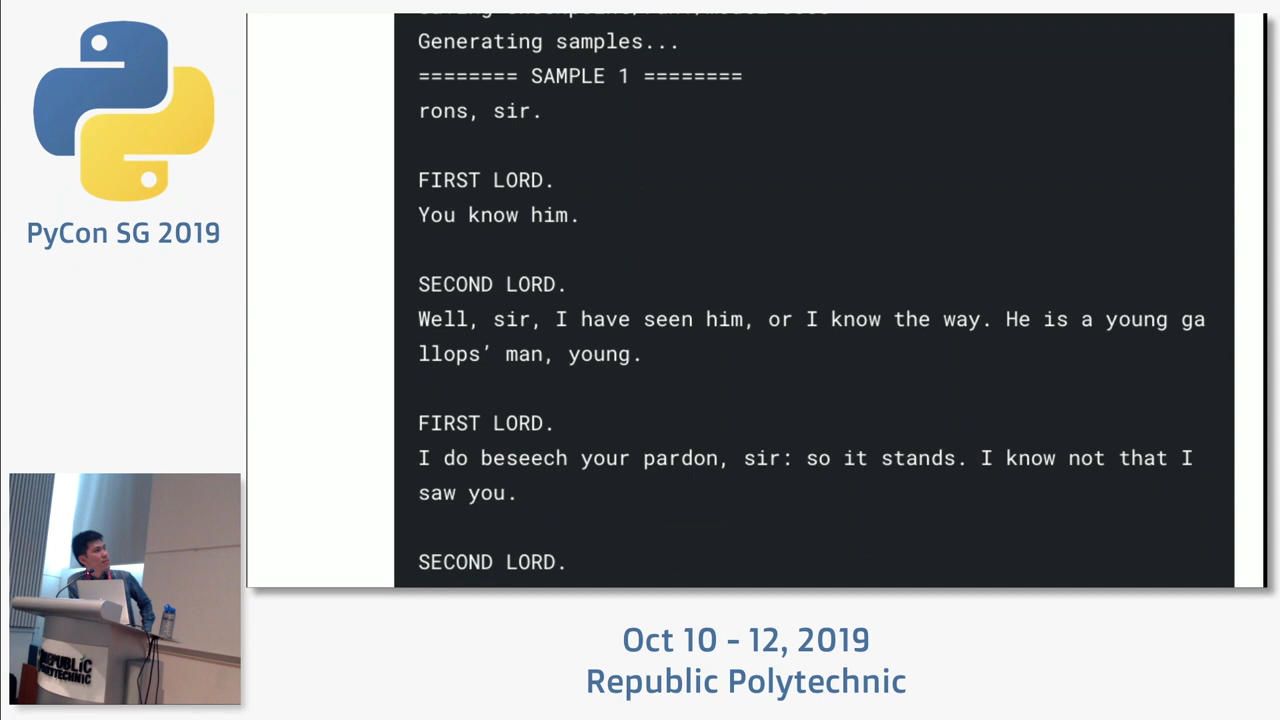 PyCon SG 2019
Generating samples...
======== SAMPLE 1 ========
rons, sir.
FIRST LORD.
You know him.
SECOND LORD.
Well, sir, I have seen him, or I know the way. He is a young ga
llops’ man, young.
FIRST LORD.
I do beseech your pardon, sir: so it stands. I know not that I
saw you.
SECOND LORD.
REPUBLIC
POLYTECHNIC
Oct 10 - 12, 2019
Republic Polytechnic